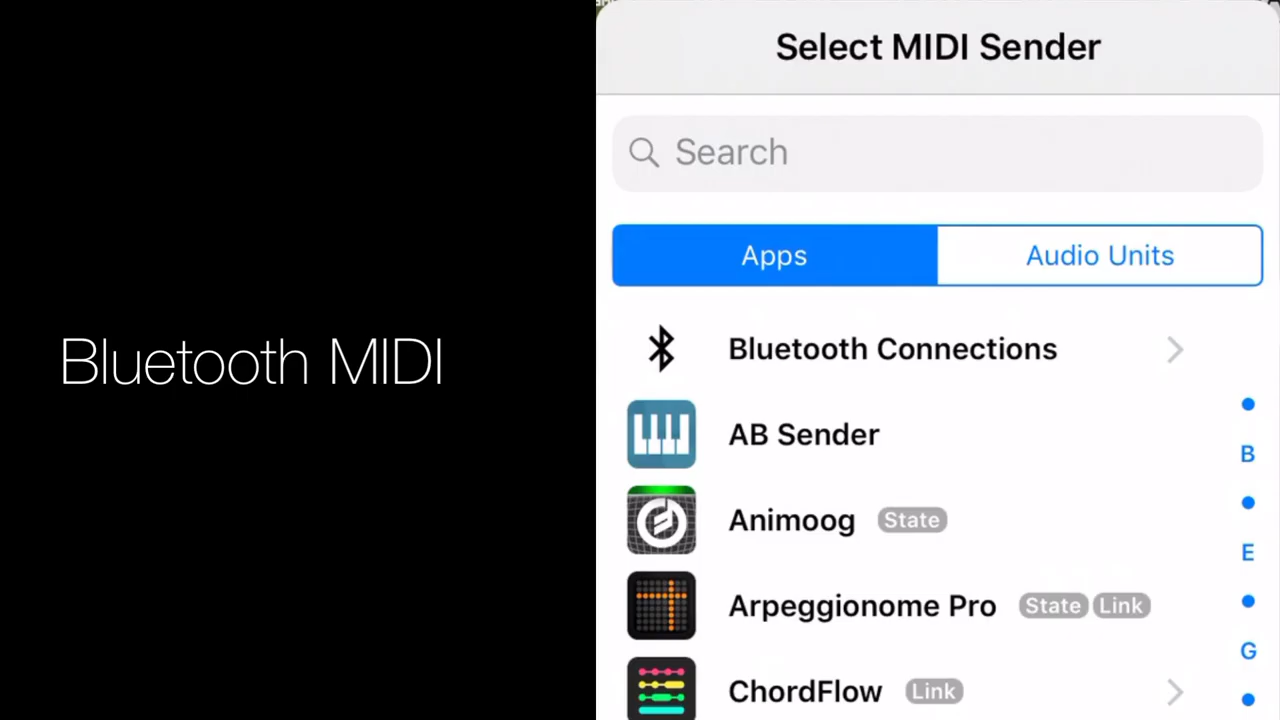 Bluetooth MIDI
Select MIDI Sender
Search
Apps
Audio Units
Bluetooth Connections
AB Sender
B
Animoog State
E
Arpeggionome Pro State Link
G
ChordFlow Link